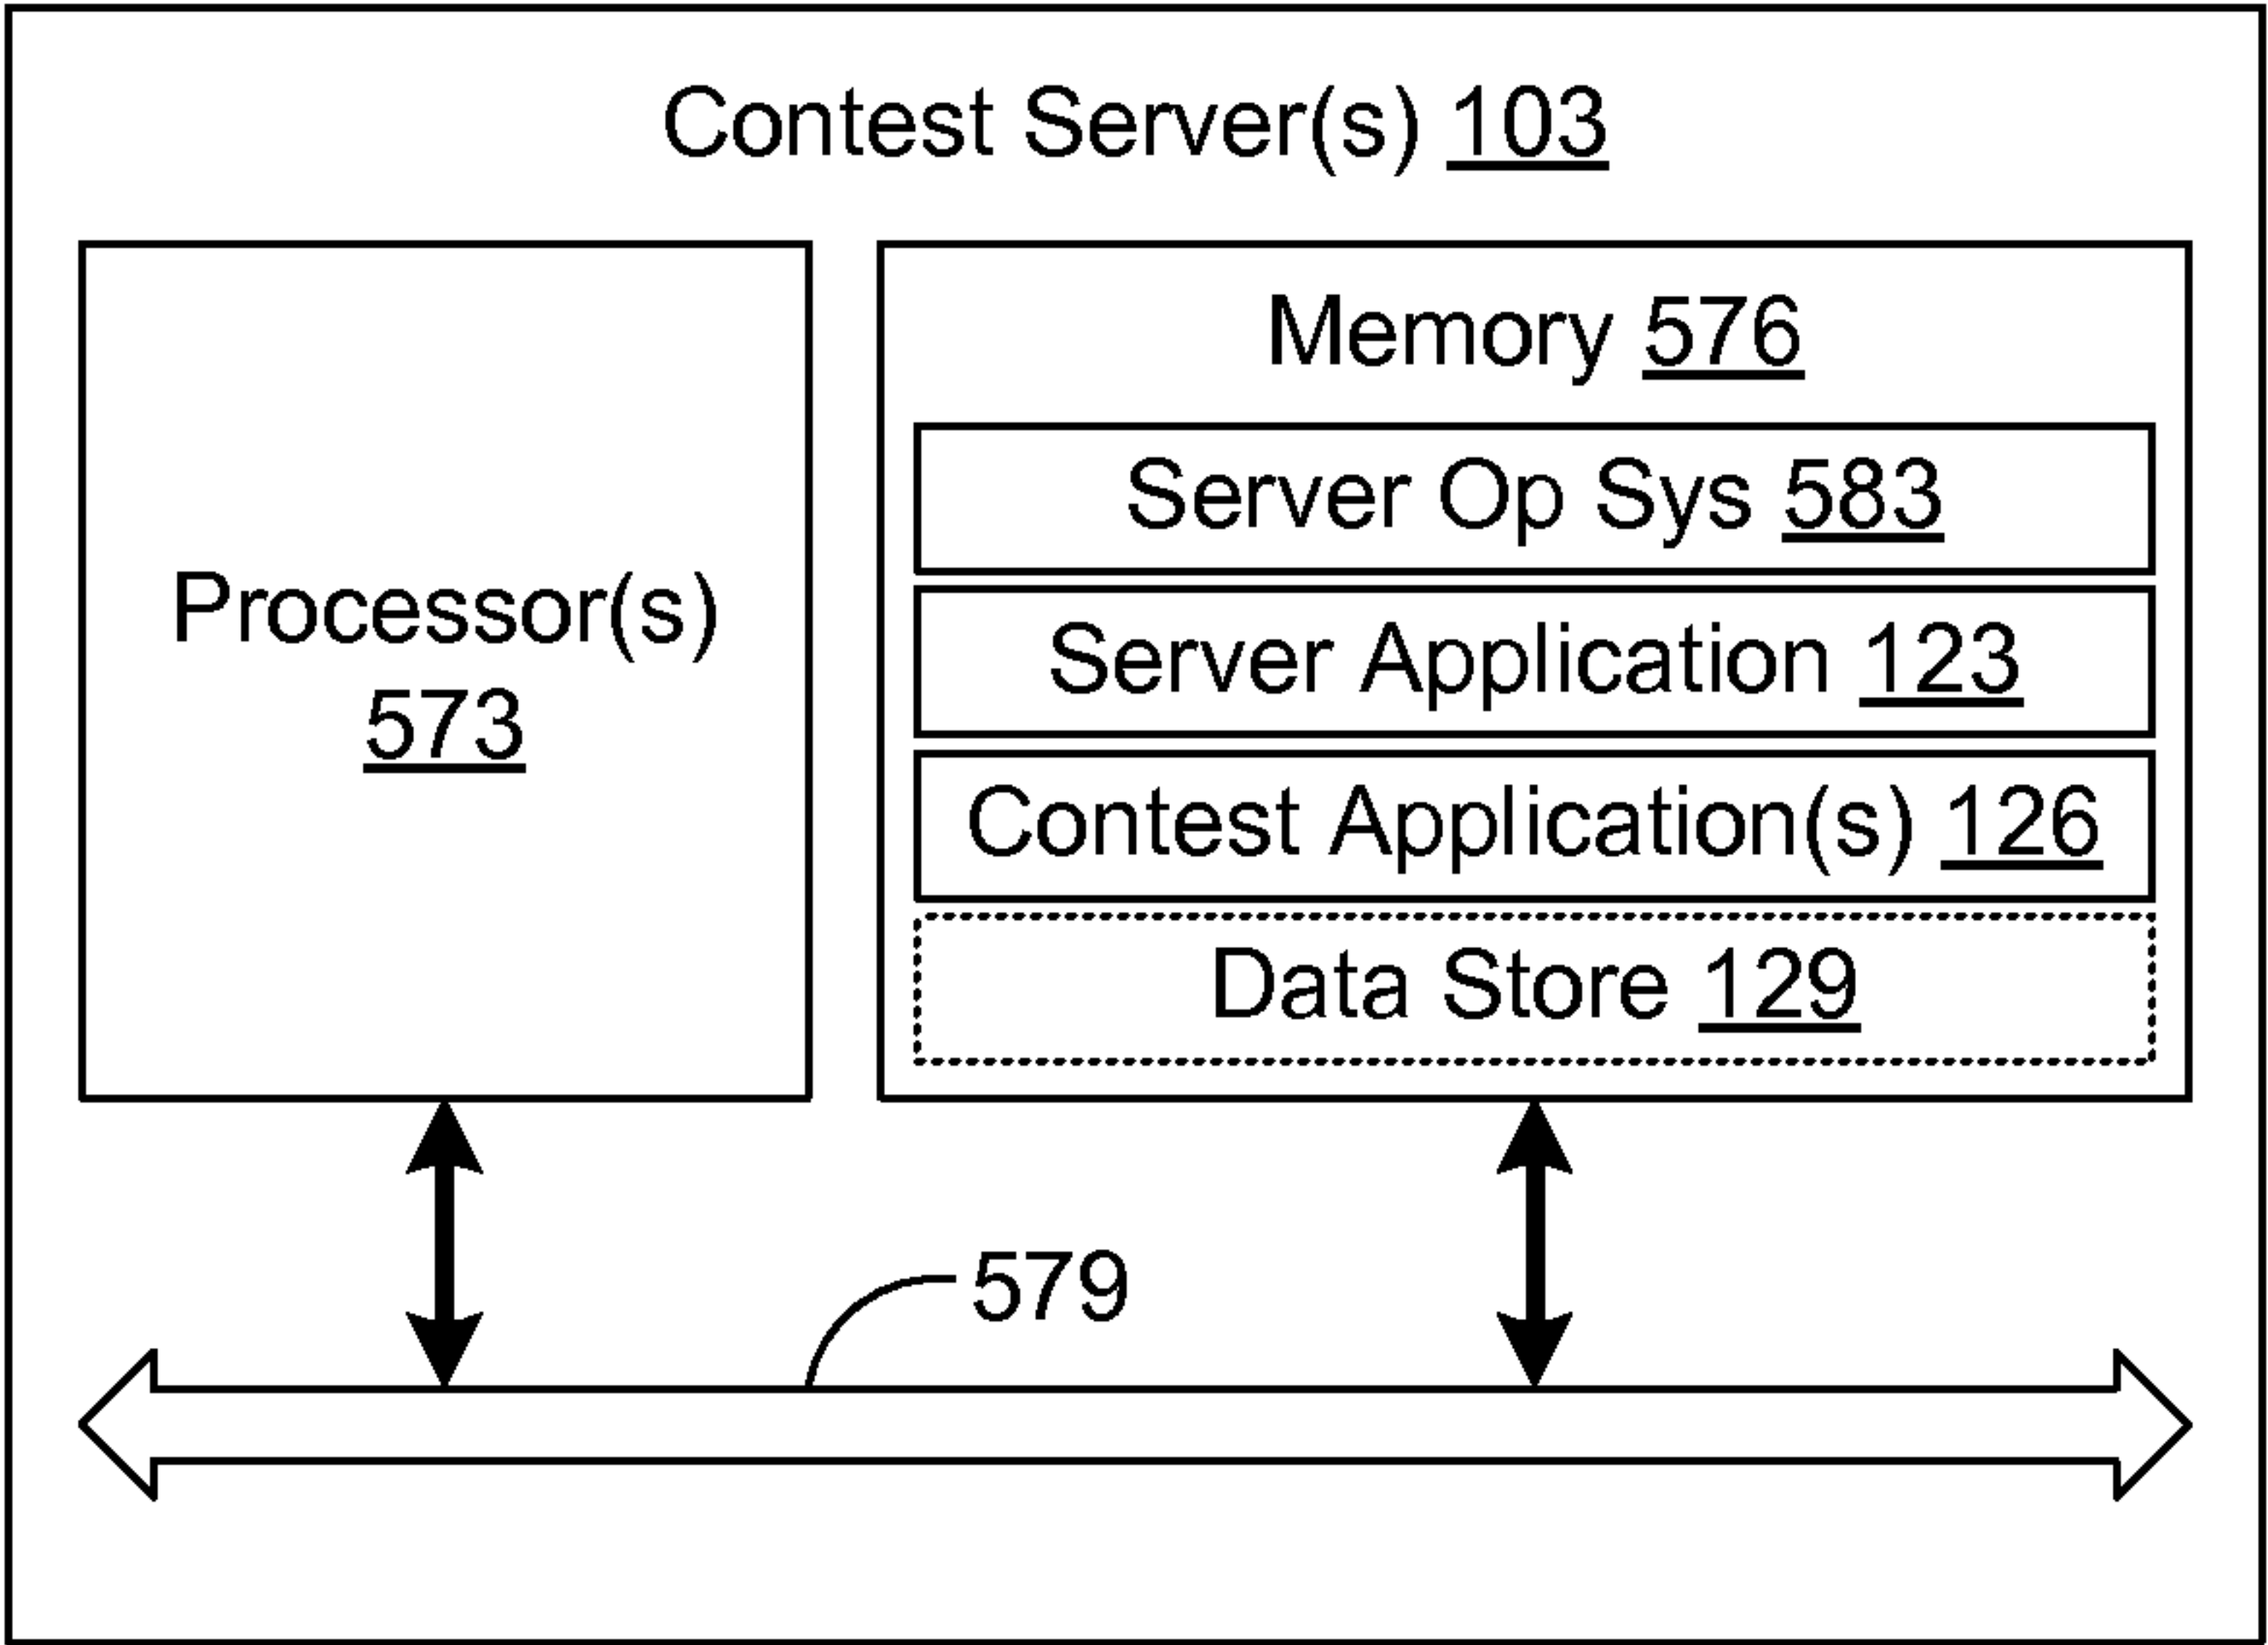 Contest Server(s) 103
Processor(s)
573
Memory 576
Server Op Sys 583
Server Application 123
Contest Application(s) 126
Data Store 129
579